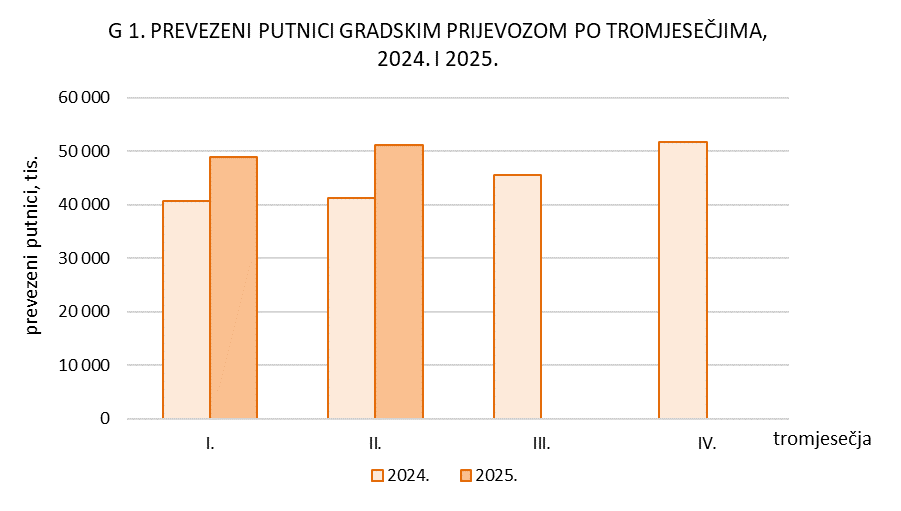 G 1. PREVEZENI PUTNICI GRADSKIM PRIJEVOZOM PO TROMJESEČJIMA,
2024. I 2025.
prevezeni putnici, tis.
60 000
50 000
40 000
30 000
20 000
10 000
0
I.
II.
III.
IV.
tromjesečja
2024.
2025.